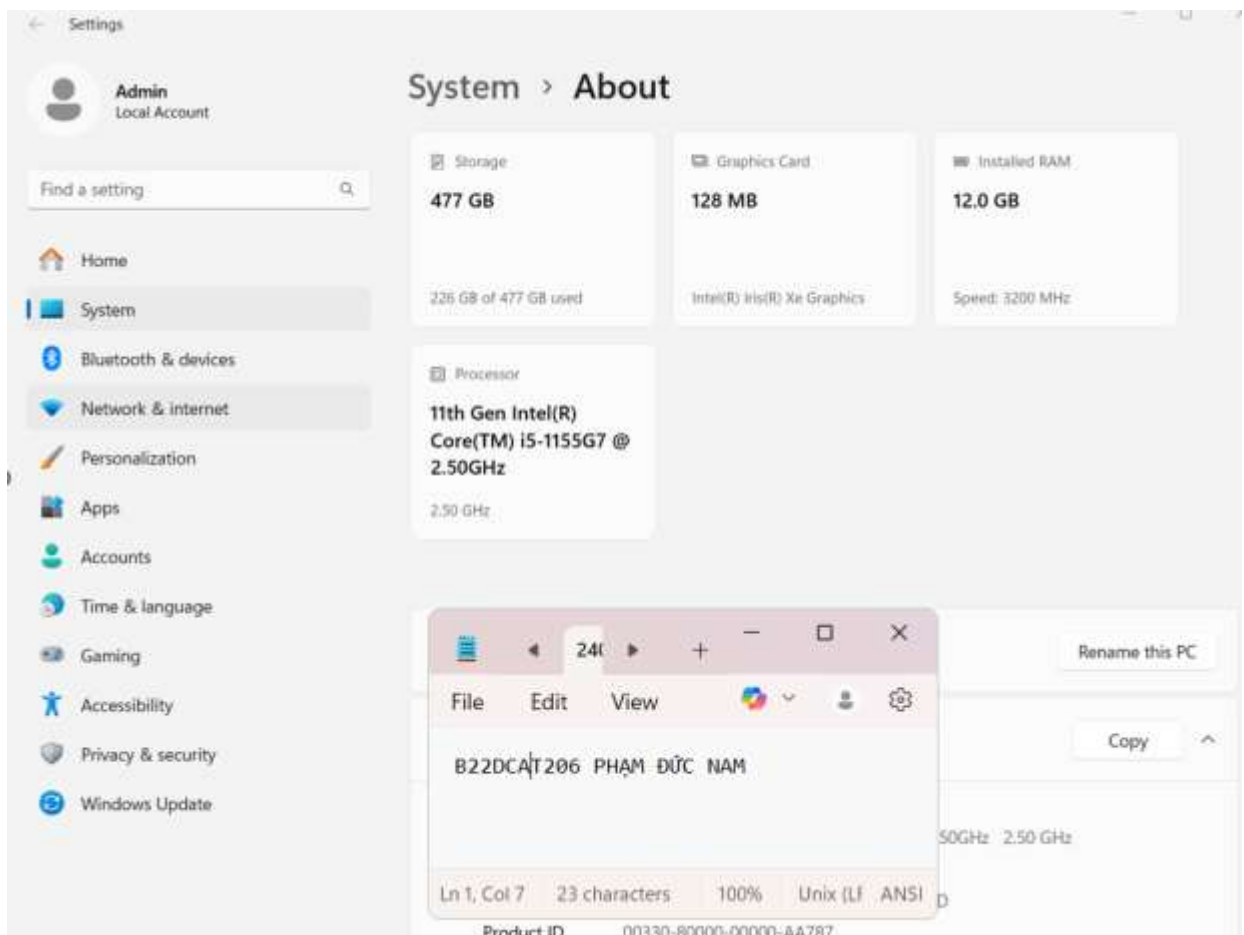 Settings
Admin
Local Account
Find a setting
Home
System
Bluetooth & devices
Network & internet
Personalization
Apps
Accounts
Time & language
Gaming
Accessibility
Privacy & security
Windows Update
System > About
Storage
477 GB
226 GB of 477 GB used
Graphics Card
128 MB
Intel(R) Iris(R) Xe Graphics
Installed RAM
12.0 GB
Speed: 3200 MHz
Processor
11th Gen Intel(R)
Core(TM) i5-1155G7 @
2.50GHz
2.50 GHz
Rename this PC
Copy
240
File Edit View
B22DCAT206 PHẠM ĐỨC NAM
Ln 1, Col 7 23 characters 100% Unix (LF ANSI
50GHz 2.50 GHz
D
Product ID 00330-80000-00000-AA787